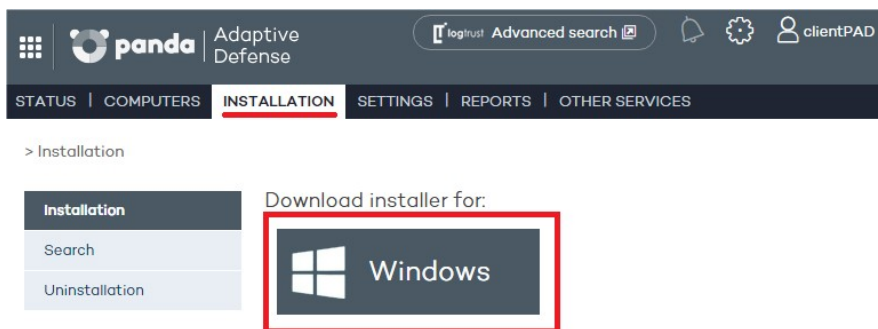 panda Adaptive Defense
logtrust Advanced search
clientPAD
STATUS | COMPUTERS INSTALLATION SETTINGS | REPORTS | OTHER SERVICES
> Installation
Installation
Download installer for:
Search
Windows
Uninstallation